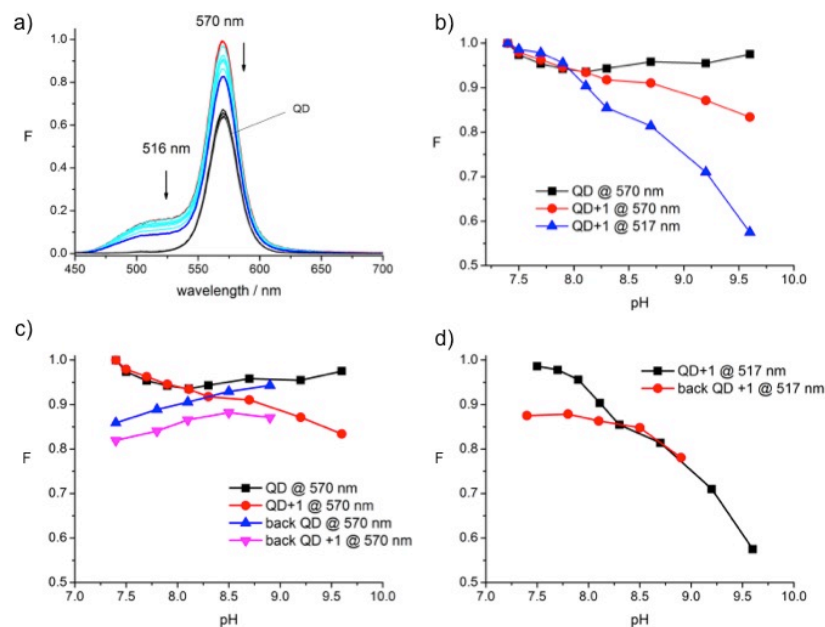 a)
570 nm
1.0
0.8
F
0.6
QD
516 nm
0.4
0.2
0.0
450
500
550
600
700
wavelength / nm
b)
1.0
0.9
F
0.8
0.7
0.6
0.5
QD @ 570 nm
QD+1 @ 570 nm
QD+1 @ 517 nm
7.5
8.0
8.5
9.0
9.5
10.0
pH
c)
1.0
0.9
F
0.8
0.7
0.6
0.5
QD @ 570 nm
QD+1 @ 570 nm
back QD @ 570 nm
back QD +1 @ 570 nm
7.0
7.5
8.0
8.5
9.0
9.5
10.0
pH
d)
1.0
0.9
F
0.8
0.7
0.6
0.5
QD+1 @ 517 nm
back QD +1 @ 517 nm
7.0
7.5
8.0
8.5
9.0
9.5
10.0
pH